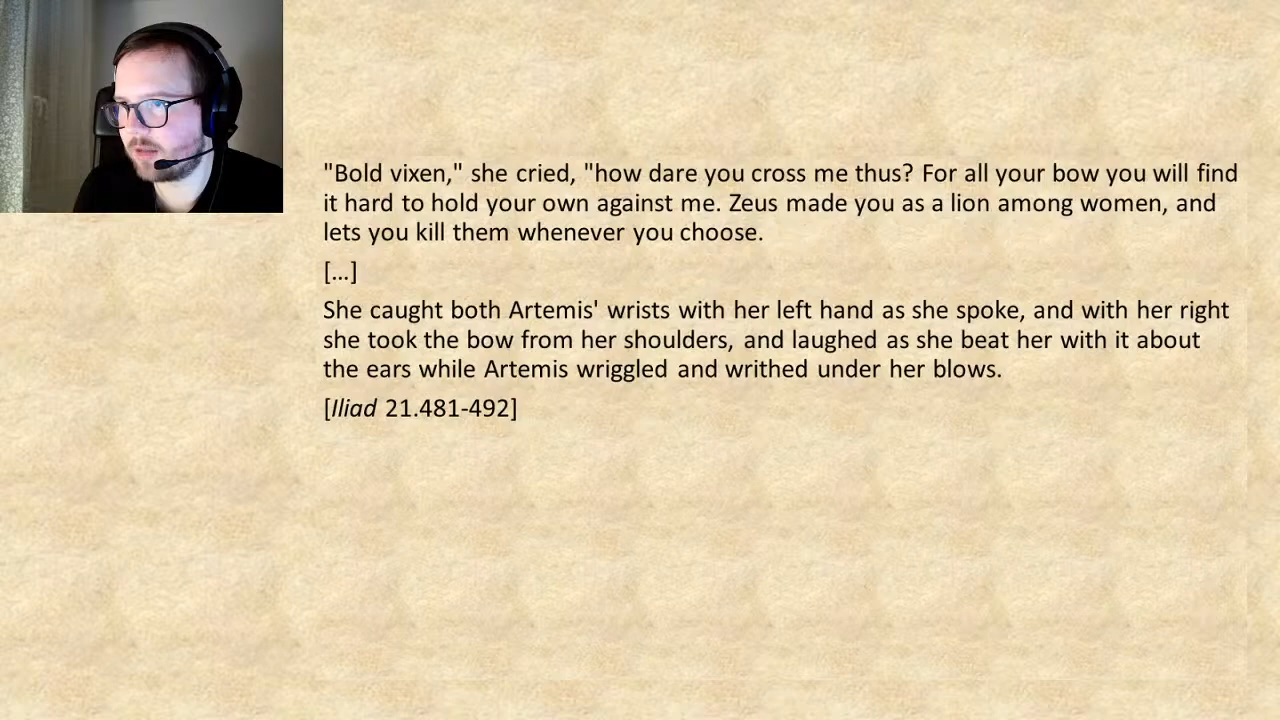 "Bold vixen," she cried, "how dare you cross me thus? For all your bow you will find
it hard to hold your own against me. Zeus made you as a lion among women, and
lets you kill them whenever you choose.
[…]
She caught both Artemis' wrists with her left hand as she spoke, and with her right
she took the bow from her shoulders, and laughed as she beat her with it about
the ears while Artemis wriggled and writhed under her blows.
[Iliad 21.481-492]